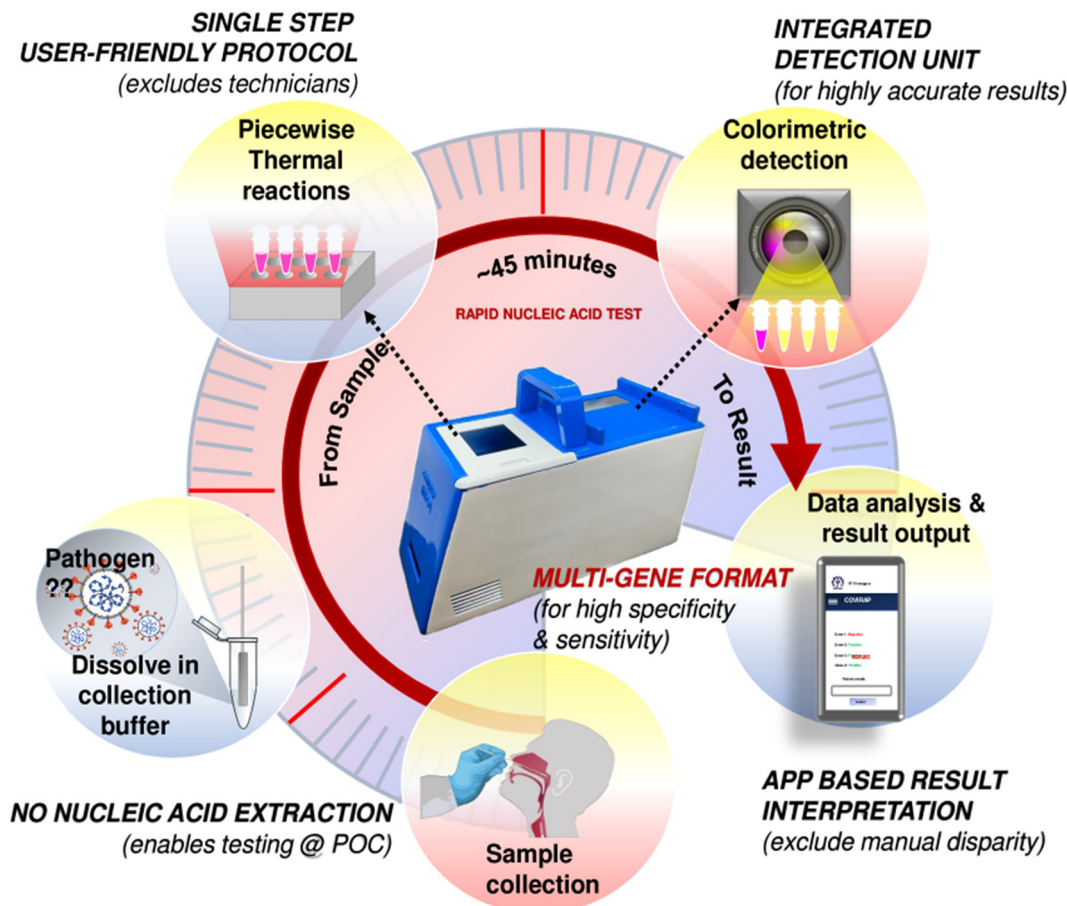 SINGLE STEP
USER-FRIENDLY PROTOCOL
(excludes technicians)
Piecewise
Thermal
reactions
INTEGRATED
DETECTION UNIT
(for highly accurate results)
Colorimetric
detection
~45 minutes
RAPID NUCLEIC ACID TEST
From Sample
To Result
Pathogen
??
Dissolve in
collection
buffer
MULTI-GENE FORMAT
(for high specificity
& sensitivity)
Data analysis &
result output
COVIRAP
NO NUCLEIC ACID EXTRACTION
(enables testing @ POC)
Sample
collection
APP BASED RESULT
INTERPRETATION
(exclude manual disparity)